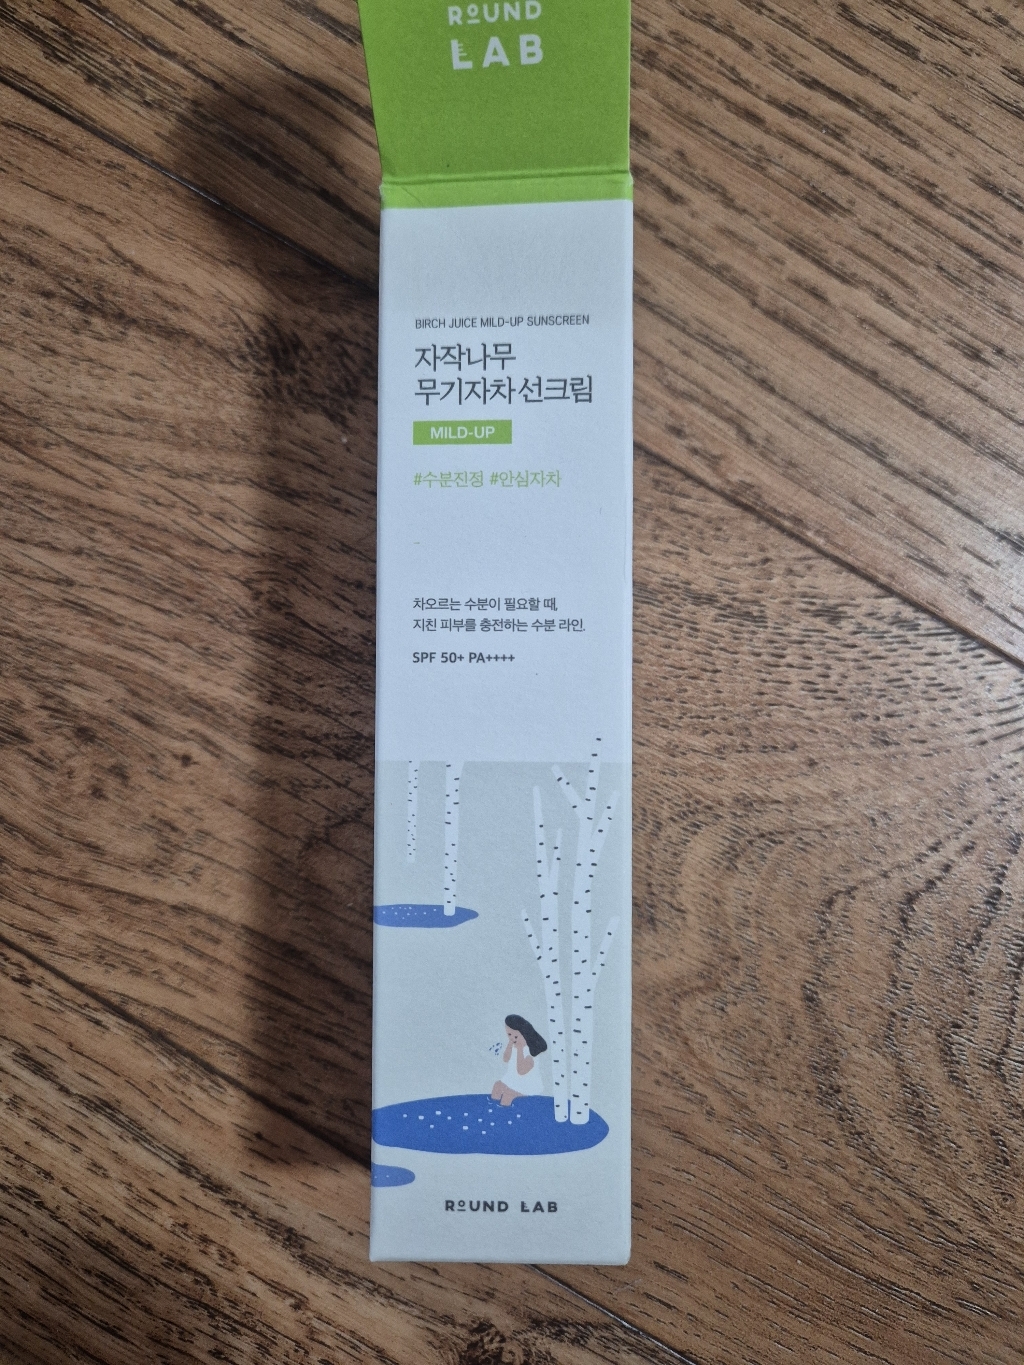 ROUND
LAB
BIRCH JUICE MILD-UP SUNSCREEN
자작나무
무기자차 선크림
MILD-UP
#수분진정 #안심자차
차오르는 수분이 필요할 때,
지친 피부를 충전하는 수분 라인.
SPF 50+ PA++++
ROUND LAB